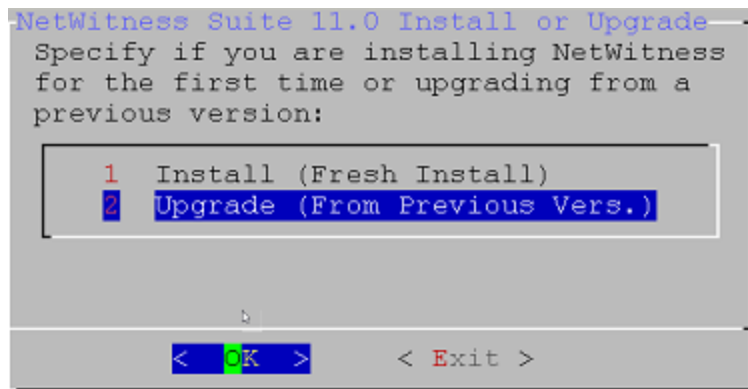 NetWitness Suite 11.0 Install or Upgrade
Specify if you are installing NetWitness
for the first time or upgrading from a
previous version:
1 Install (Fresh Install)
2 Upgrade (From Previous Vers.)
< OK > < Exit >